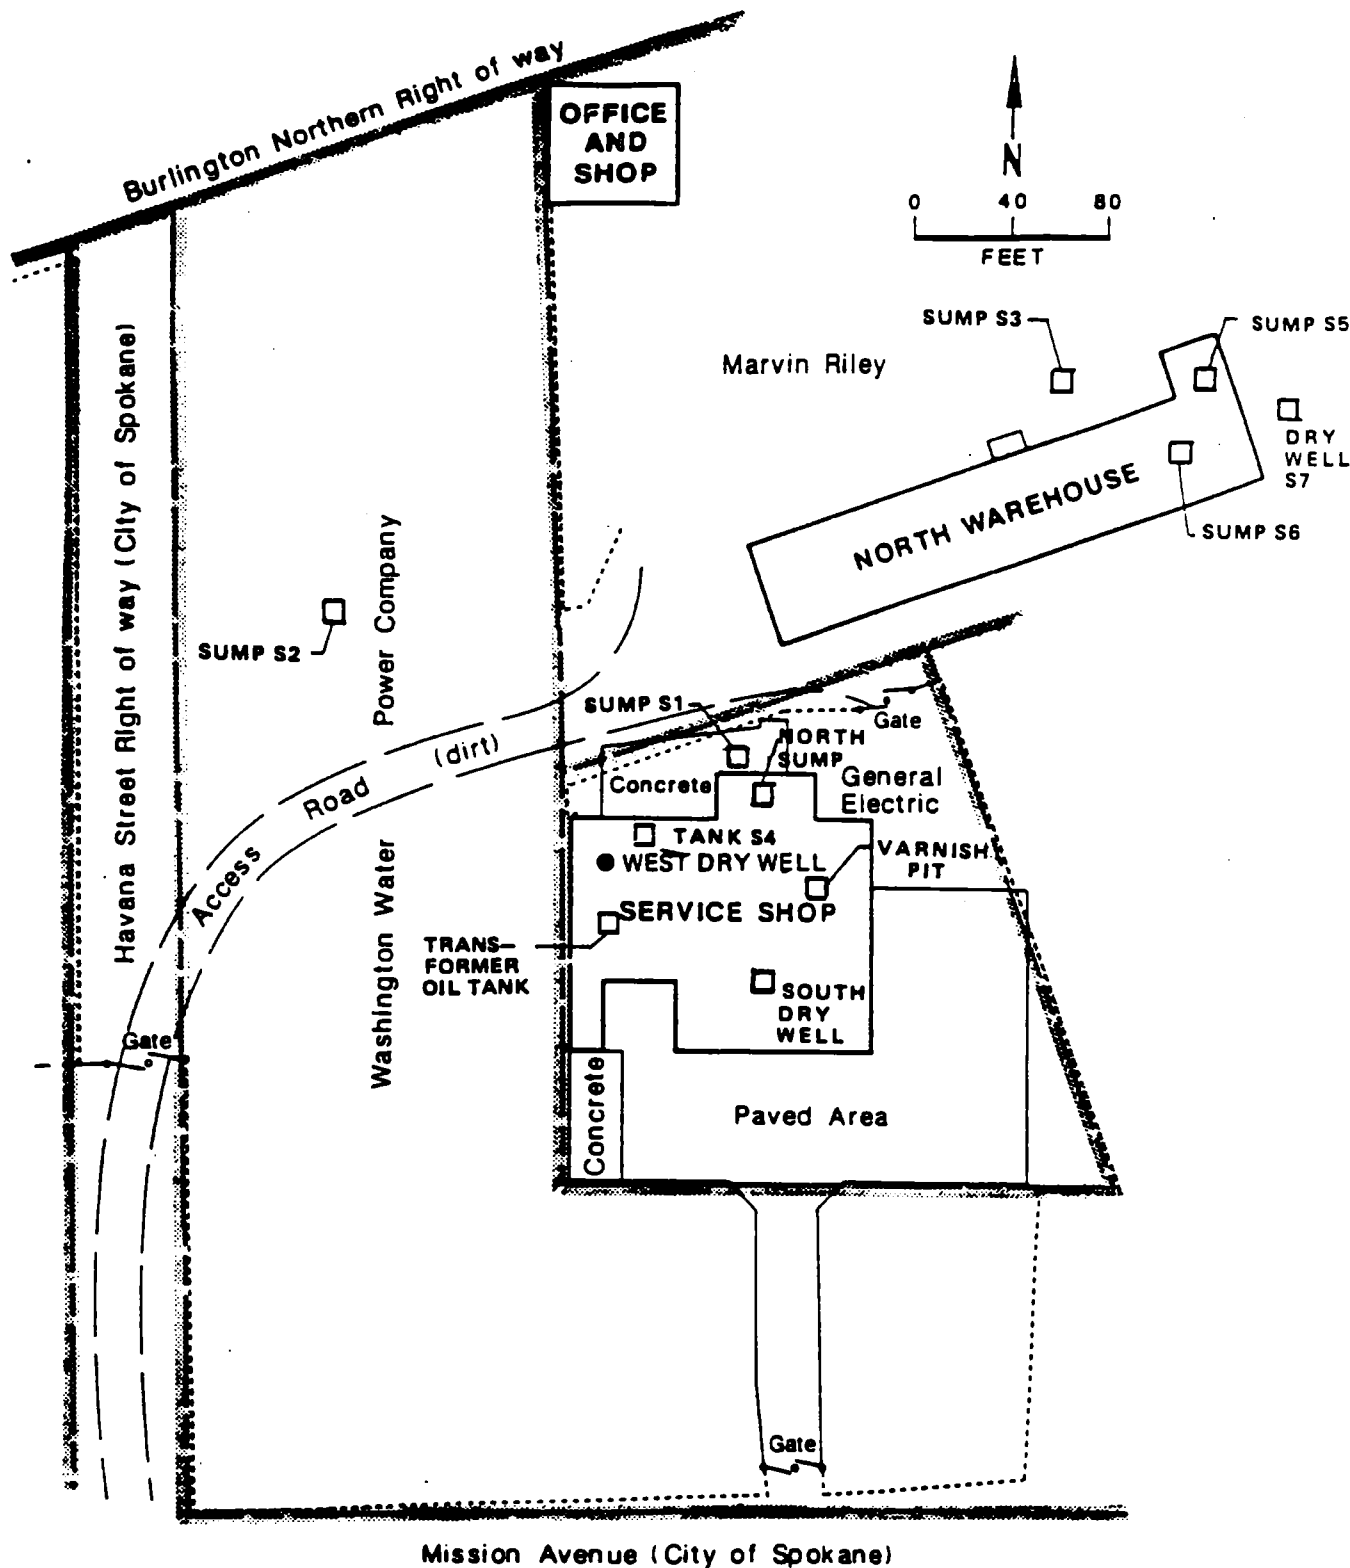 Burlington Northern Right of way
OFFICE
AND
SHOP
N
0 40 80
FEET
SUMP S3
SUMP S5
Marvin Riley
DRY
WELL
S7
NORTH WAREHOUSE
SUMP S6
Havana Street Right of way (City of Spokane)
SUMP S2
Washington Water Power Company
Access Road (dirt)
SUMP S1
Gate
NORTH
SUMP
Concrete
General
Electric
TANK S4
WEST DRY WELL
VARNISH
PIT
SERVICE SHOP
TRANS-
FORMER
OIL TANK
SOUTH
DRY
WELL
Gate
Concrete
Paved Area
Gate
Mission Avenue (City of Spokane)